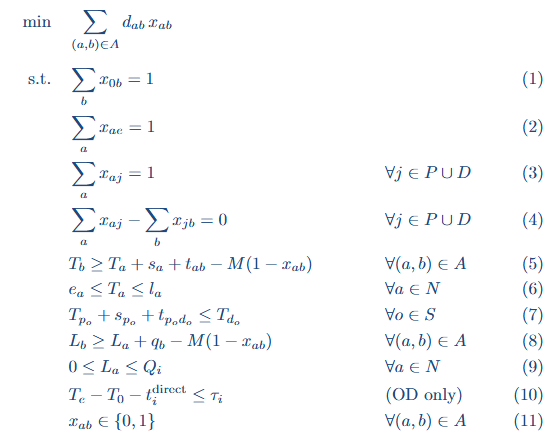 min ∑_{(a,b)∈A} d_{ab} x_{ab}
s.t. ∑_b x_{0b} = 1 (1)
∑_a x_{ae} = 1 (2)
∑_a x_{aj} = 1 ∀j ∈ P ∪ D (3)
∑_a x_{aj} − ∑_b x_{jb} = 0 ∀j ∈ P ∪ D (4)
T_b ≥ T_a + s_a + t_{ab} − M(1 − x_{ab}) ∀(a, b) ∈ A (5)
e_a ≤ T_a ≤ l_a ∀a ∈ N (6)
T_{p_o} + s_{p_o} + t_{p_o d_o} ≤ T_{d_o} ∀o ∈ S (7)
L_b ≥ L_a + q_b − M(1 − x_{ab}) ∀(a, b) ∈ A (8)
0 ≤ L_a ≤ Q_i ∀a ∈ N (9)
T_e − T_0 − t_i^{direct} ≤ τ_i (OD only) (10)
x_{ab} ∈ {0, 1} ∀(a, b) ∈ A (11)